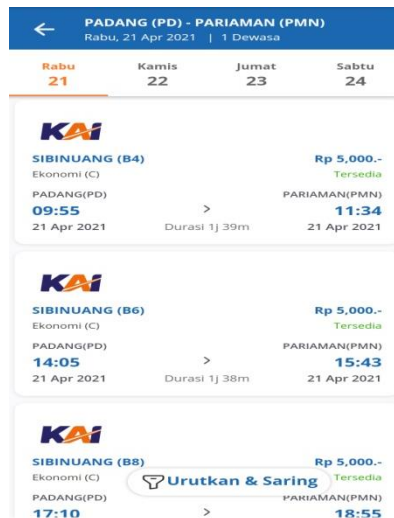 PADANG (PD) - PARIAMAN (PMN)
Rabu, 21 Apr 2021 | 1 Dewasa
Rabu Kamis Jumat Sabtu
21 22 23 24
KAI
SIBINUANG (B4) Rp 5,000.-
Ekonomi (C) Tersedia
PADANG(PD) PARIAMAN(PMN)
09:55 > 11:34
21 Apr 2021 Durasi 1j 39m 21 Apr 2021
KAI
SIBINUANG (B6) Rp 5,000.-
Ekonomi (C) Tersedia
PADANG(PD) PARIAMAN(PMN)
14:05 > 15:43
21 Apr 2021 Durasi 1j 38m 21 Apr 2021
KAI
SIBINUANG (B8) Rp 5,000.-
Ekonomi (C) Urutkan & Saring Tersedia
PADANG(PD) PARIAMAN(PMN)
17:10 > 18:55